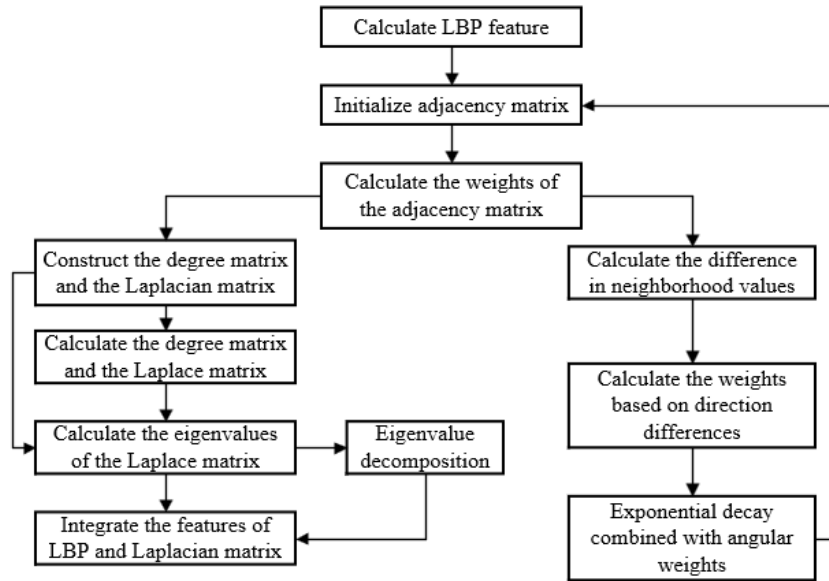 Calculate LBP feature
Initialize adjacency matrix
Calculate the weights of
the adjacency matrix
Construct the degree matrix
and the Laplacian matrix
Calculate the degree matrix
and the Laplace matrix
Calculate the eigenvalues
of the Laplace matrix
Eigenvalue
decomposition
Integrate the features of
LBP and Laplacian matrix
Calculate the difference
in neighborhood values
Calculate the weights
based on direction
differences
Exponential decay
combined with angular
weights